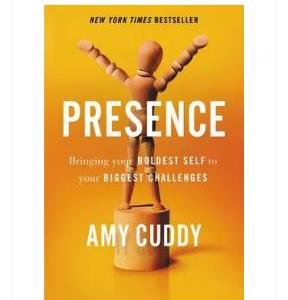 NEW YORK TIMES BESTSELLER
PRESENCE
Bringing your BOLDEST SELF to
your BIGGEST CHALLENGES
AMY CUDDY